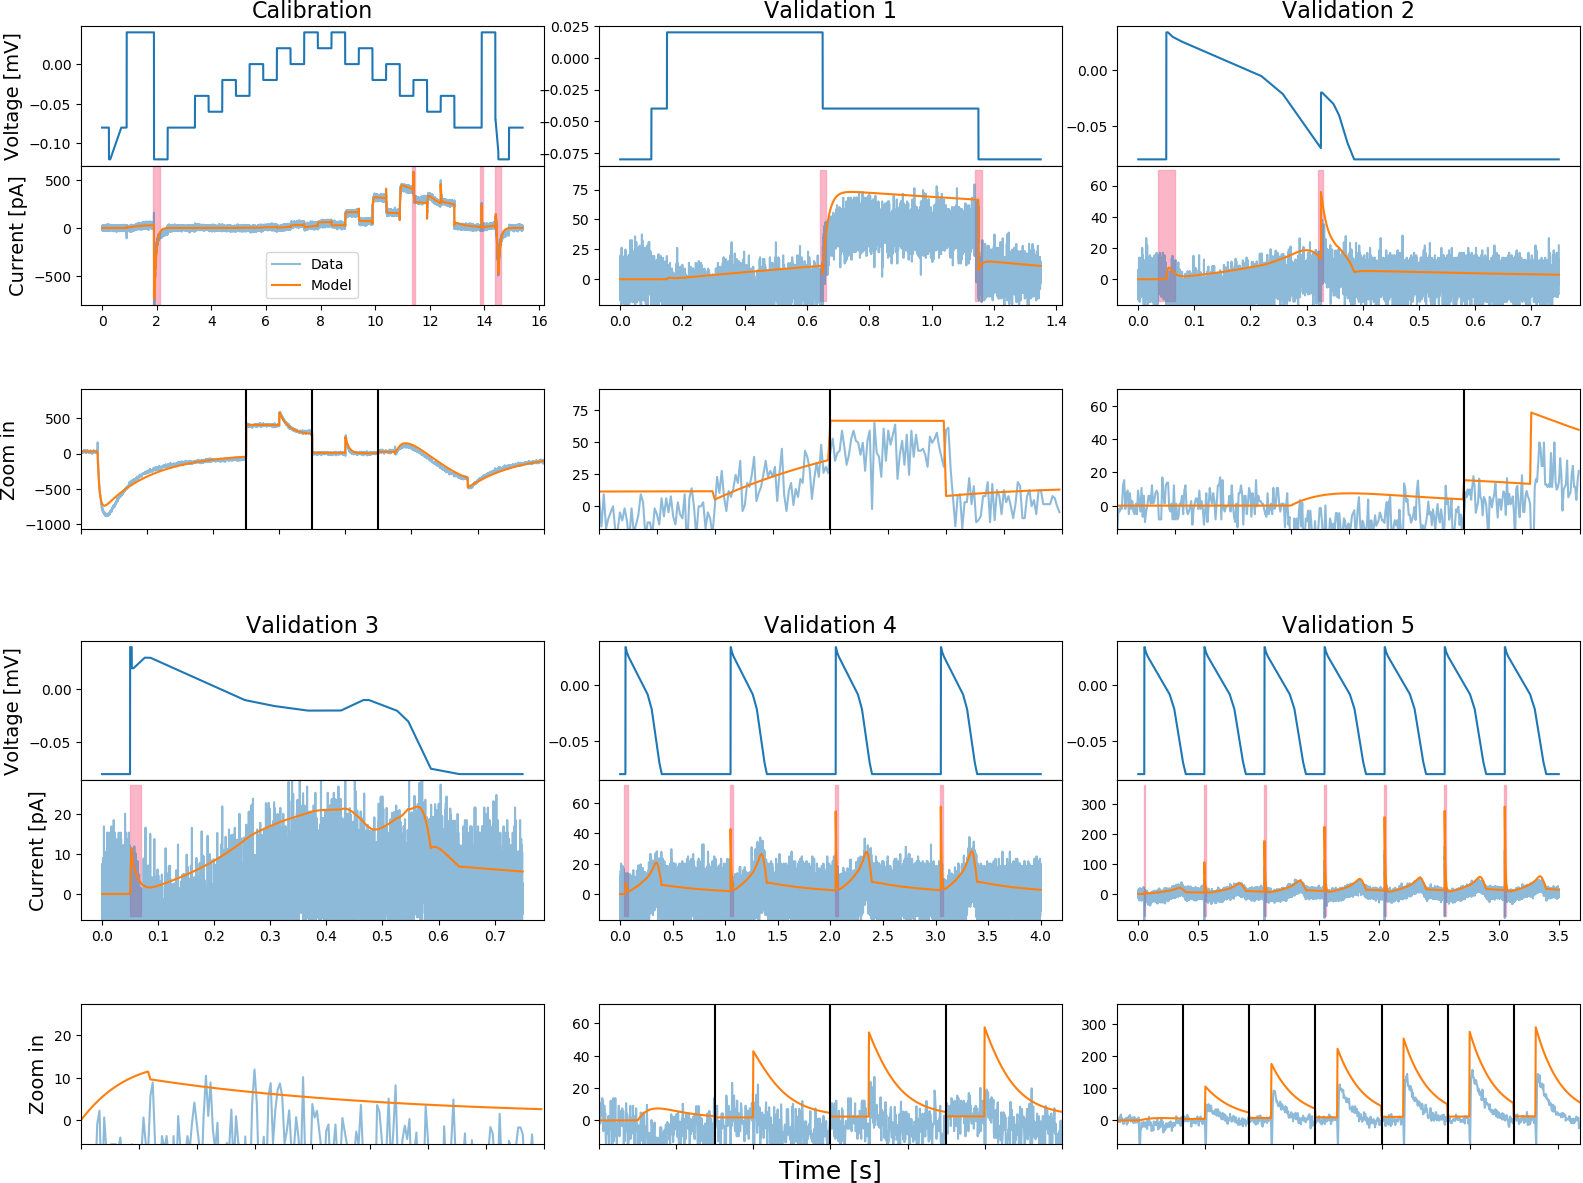 Calibration
Validation 1
Validation 2
Voltage [mV]
0.00
−0.05
−0.10
0.025
0.000
−0.025
−0.050
−0.075
0.00
−0.05
Current [pA]
500
0
−500
Data
Model
75
50
25
0
60
40
20
0
0 2 4 6 8 10 12 14 16
0.0 0.2 0.4 0.6 0.8 1.0 1.2 1.4
0.0 0.1 0.2 0.3 0.4 0.5 0.6 0.7
Zoom in
500
0
−500
−1000
75
50
25
0
60
40
20
0
Validation 3
Validation 4
Validation 5
Voltage [mV]
0.00
−0.05
0.00
−0.05
0.00
−0.05
Current [pA]
20
10
0
60
40
20
0
300
200
100
0
0.0 0.1 0.2 0.3 0.4 0.5 0.6 0.7
0.0 0.5 1.0 1.5 2.0 2.5 3.0 3.5 4.0
0.0 0.5 1.0 1.5 2.0 2.5 3.0 3.5
Zoom in
20
10
0
60
40
20
0
300
200
100
0
Time [s]